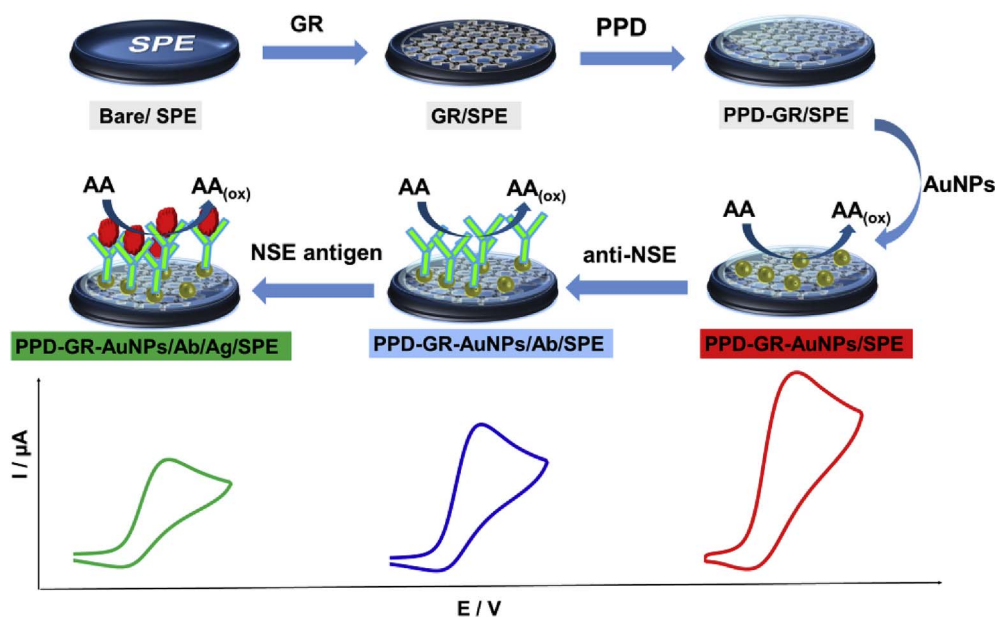 SPE
GR
PPD
Bare/ SPE
GR/SPE
PPD-GR/SPE
AuNPs
AA
AA(ox)
NSE antigen
AA
AA(ox)
anti-NSE
AA
AA(ox)
PPD-GR-AuNPs/Ab/Ag/SPE
PPD-GR-AuNPs/Ab/SPE
PPD-GR-AuNPs/SPE
I / µA
E / V